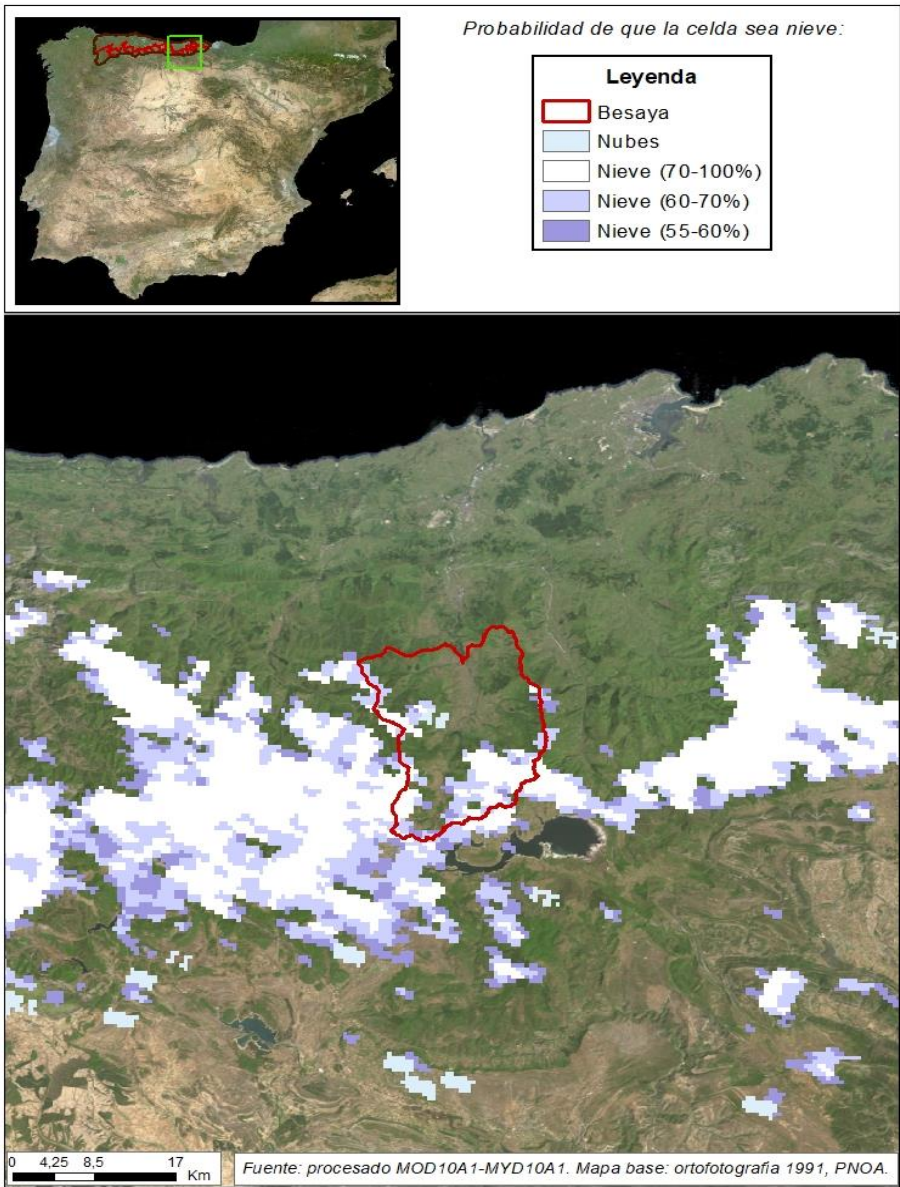 Probabilidad de que la celda sea nieve:
Leyenda
Besaya
Nubes
Nieve (70-100%)
Nieve (60-70%)
Nieve (55-60%)
0 4,25 8,5 17
Km
Fuente: procesado MOD10A1-MYD10A1. Mapa base: ortofotografía 1991, PNOA.